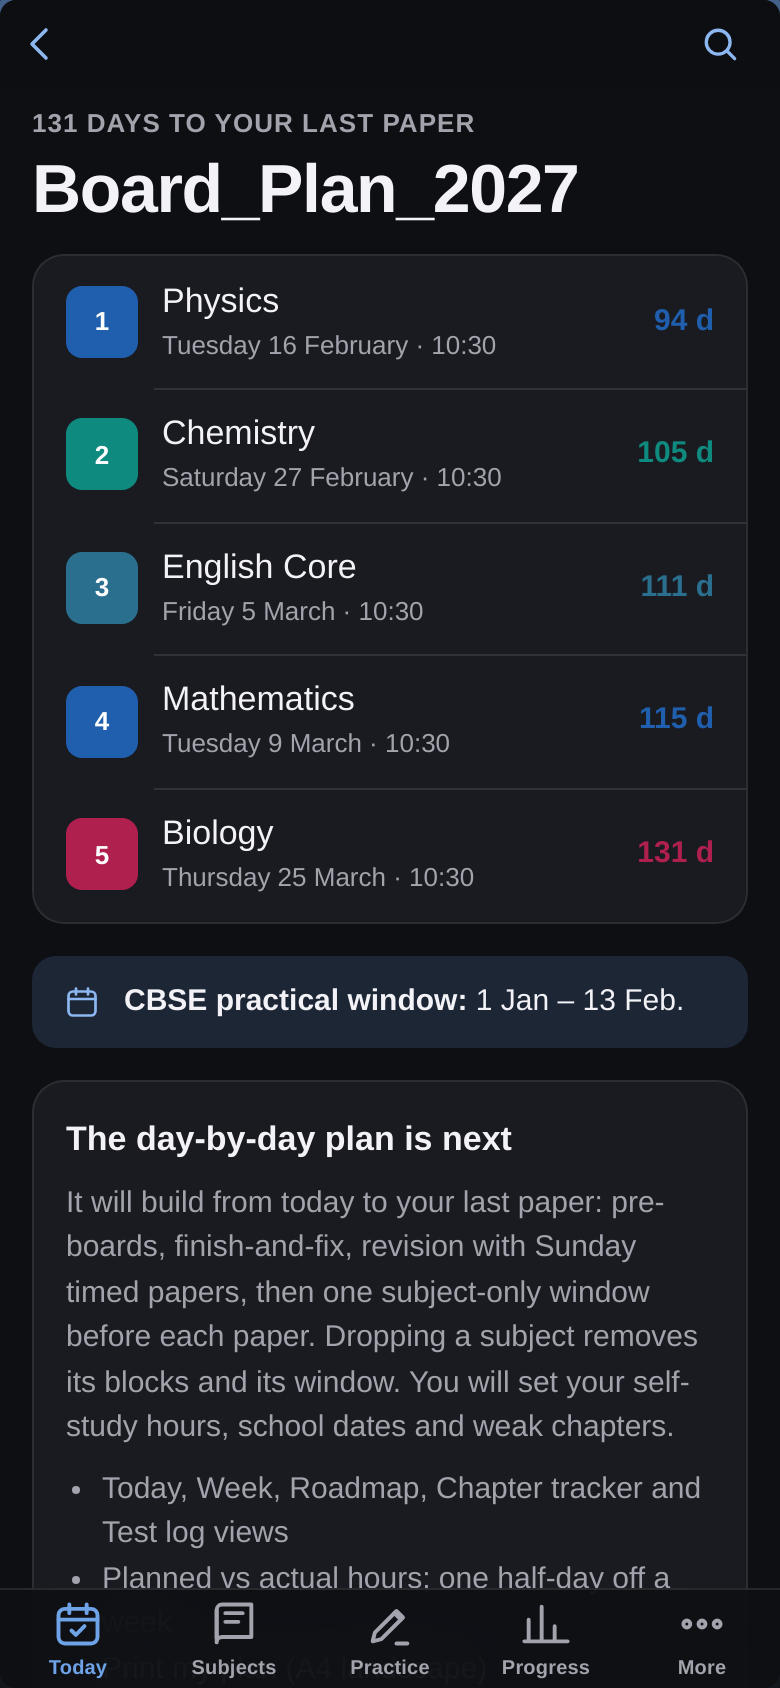 131 DAYS TO YOUR LAST PAPER
Board_Plan_2027
1
Physics
Tuesday 16 February · 10:30
94 d
2
Chemistry
Saturday 27 February · 10:30
105 d
3
English Core
Friday 5 March · 10:30
111 d
4
Mathematics
Tuesday 9 March · 10:30
115 d
5
Biology
Thursday 25 March · 10:30
131 d
CBSE practical window: 1 Jan – 13 Feb.
The day-by-day plan is next
It will build from today to your last paper: pre-
boards, finish-and-fix, revision with Sunday
timed papers, then one subject-only window
before each paper. Dropping a subject removes
its blocks and its window. You will set your self-
study hours, school dates and weak chapters.
• Today, Week, Roadmap, Chapter tracker and
Test log views
• Planned vs actual hours: one half-day off a
week
Print my plan (A4 landscape)
Today
Subjects
Practice
Progress
More